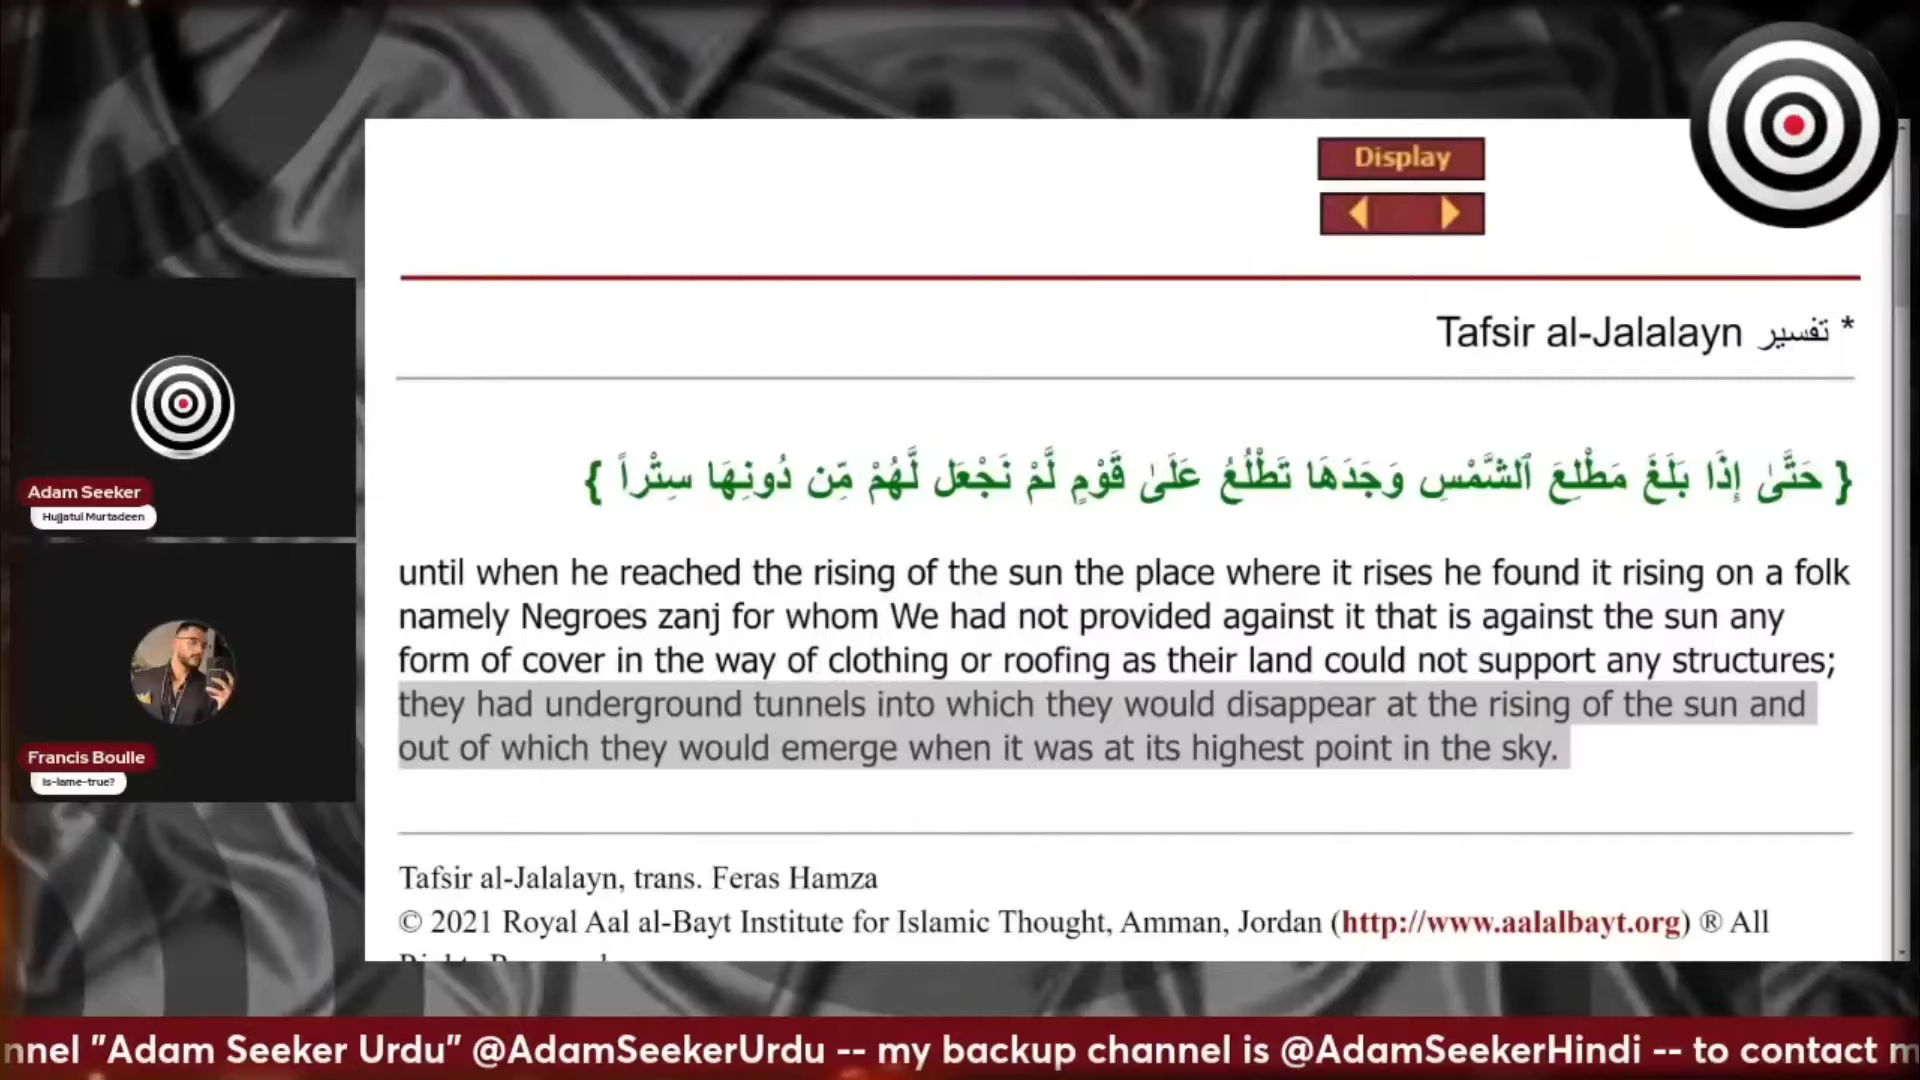 Display
* تفسير Tafsir al-Jalalayn
{ حَتَّىٰ إِذَا بَلَغَ مَطْلِعَ ٱلشَّمْسِ وَجَدَهَا تَطْلُعُ عَلَىٰ قَوْمٍ لَّمْ نَجْعَل لَّهُمْ مِّن دُونِهَا سِتْراً }
until when he reached the rising of the sun the place where it rises he found it rising on a folk
namely Negroes zanj for whom We had not provided against it that is against the sun any
form of cover in the way of clothing or roofing as their land could not support any structures;
they had underground tunnels into which they would disappear at the rising of the sun and
out of which they would emerge when it was at its highest point in the sky.
Tafsir al-Jalalayn, trans. Feras Hamza
© 2021 Royal Aal al-Bayt Institute for Islamic Thought, Amman, Jordan (http://www.aalalbayt.org) ® All
Adam Seeker
Hujjatul Murtadeen
Francis Boulle
Is-lame-true?
nnel "Adam Seeker Urdu" @AdamSeekerUrdu -- my backup channel is @AdamSeekerHindi -- to contact m